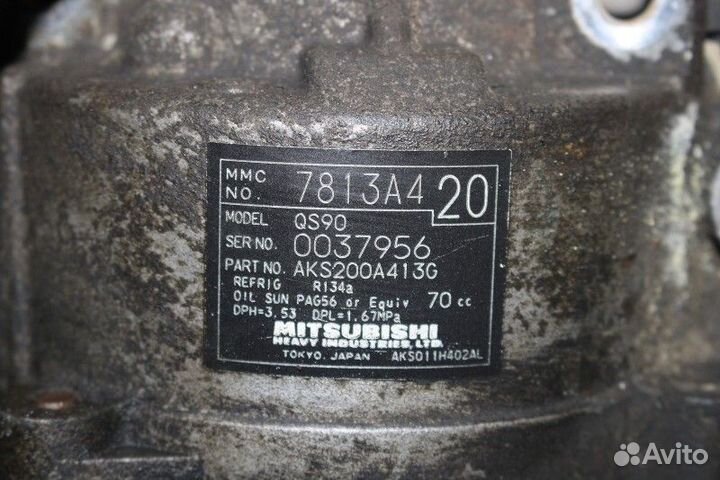 MMC NO. 7813A420
MODEL QS90
SER NO. 0037956
PART NO. AKS200A413G
REFRIG R134a
OIL SUN PAG56 or Equiv 70 cc
DPH=3.53 DPL=1.67MPa
MITSUBISHI
HEAVY INDUSTRIES, LTD.
TOKYO, JAPAN AKS011H402AL
Avito